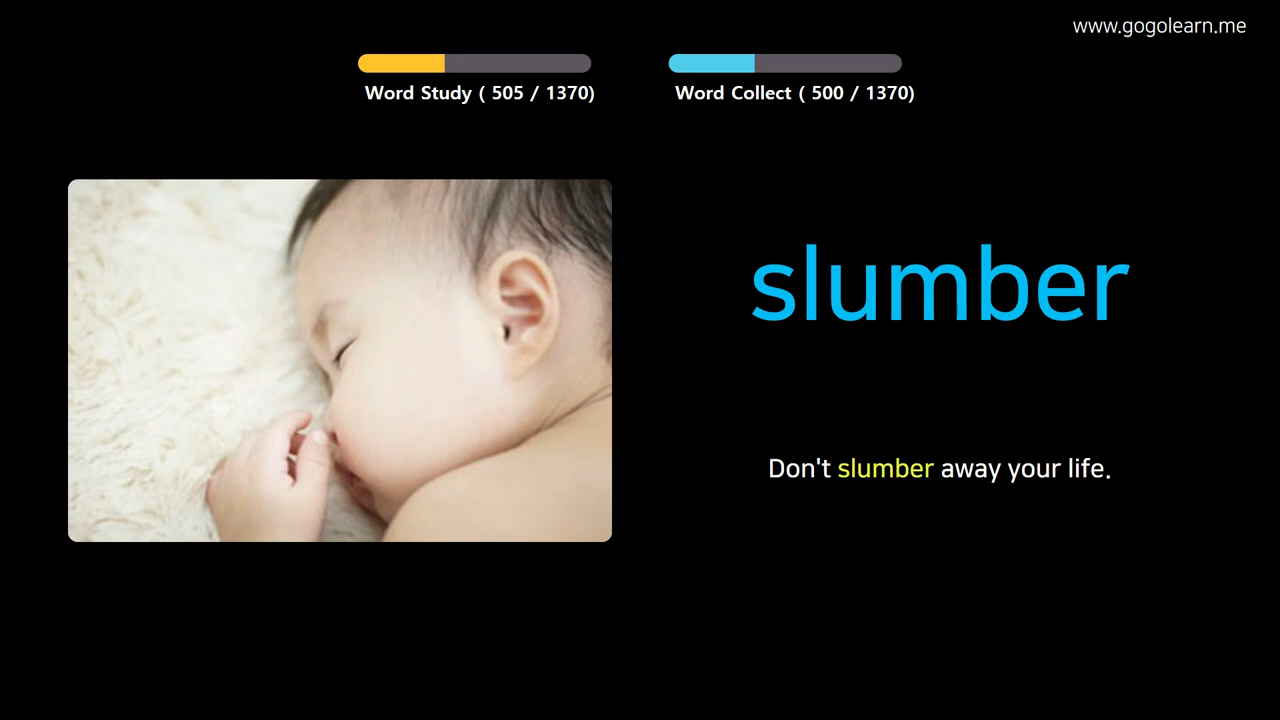 www.gogolearn.me
Word Study ( 505 / 1370)
Word Collect ( 500 / 1370)
slumber
Don't slumber away your life.